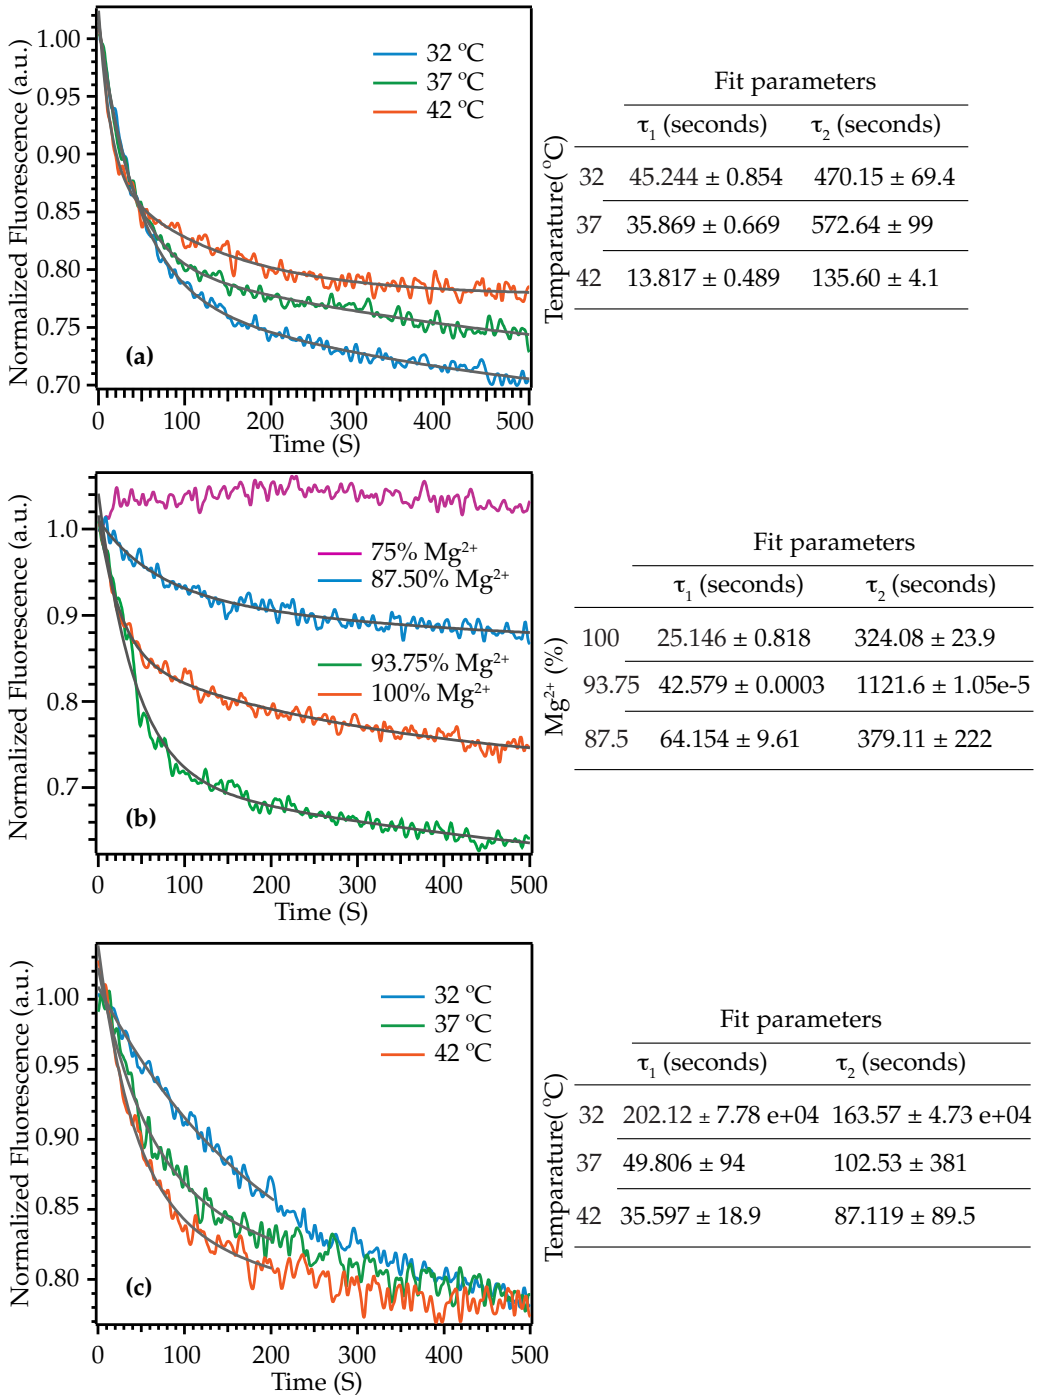 Normalized Fluorescence (a.u.)
1.00
0.95
0.90
0.85
0.80
0.75
0.70
32 °C
37 °C
42 °C
(a)
0 100 200 300 400 500
Time (S)
Fit parameters
τ₁ (seconds) τ₂ (seconds)
Temparature( °C)
32 45.244 ± 0.854 470.15 ± 69.4
37 35.869 ± 0.669 572.64 ± 99
42 13.817 ± 0.489 135.60 ± 4.1
Normalized Fluorescence (a.u.)
1.0
0.9
0.8
0.7
75% Mg²⁺
87.50% Mg²⁺
93.75% Mg²⁺
100% Mg²⁺
(b)
0 100 200 300 400 500
Time (S)
Fit parameters
τ₁ (seconds) τ₂ (seconds)
Mg²⁺ (%)
100 25.146 ± 0.818 324.08 ± 23.9
93.75 42.579 ± 0.0003 1121.6 ± 1.05e-5
87.5 64.154 ± 9.61 379.11 ± 222
Normalized Fluorescence (a.u.)
1.00
0.95
0.90
0.85
0.80
32 °C
37 °C
42 °C
(c)
0 100 200 300 400 500
Time (S)
Fit parameters
τ₁ (seconds) τ₂ (seconds)
Temparature( °C)
32 202.12 ± 7.78 e+04 163.57 ± 4.73 e+04
37 49.806 ± 94 102.53 ± 381
42 35.597 ± 18.9 87.119 ± 89.5